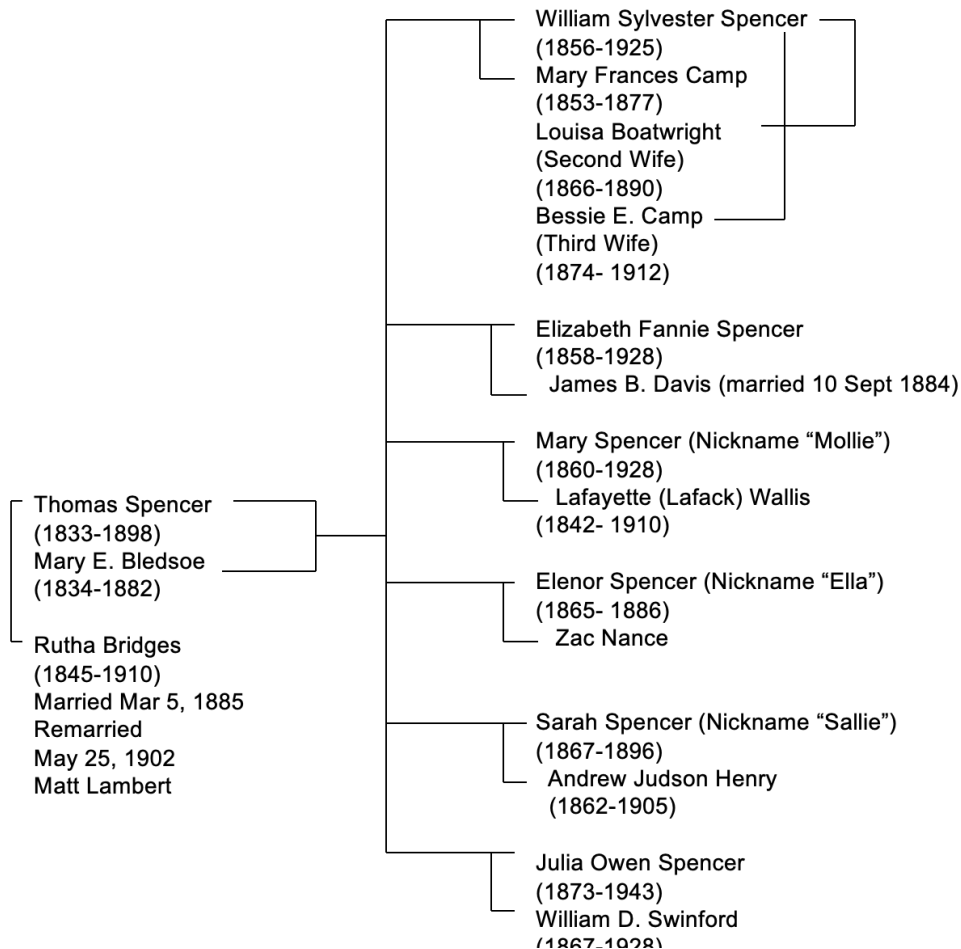 William Sylvester Spencer
(1856-1925)
Mary Frances Camp
(1853-1877)
Louisa Boatwright
(Second Wife)
(1866-1890)
Bessie E. Camp
(Third Wife)
(1874- 1912)
Elizabeth Fannie Spencer
(1858-1928)
James B. Davis (married 10 Sept 1884)
Mary Spencer (Nickname “Mollie”)
(1860-1928)
Lafayette (Lafack) Wallis
(1842- 1910)
Thomas Spencer
(1833-1898)
Mary E. Bledsoe
(1834-1882)
Rutha Bridges
(1845-1910)
Married Mar 5, 1885
Remarried
May 25, 1902
Matt Lambert
Elenor Spencer (Nickname “Ella”)
(1865- 1886)
Zac Nance
Sarah Spencer (Nickname “Sallie”)
(1867-1896)
Andrew Judson Henry
(1862-1905)
Julia Owen Spencer
(1873-1943)
William D. Swinford
(1867-1928)